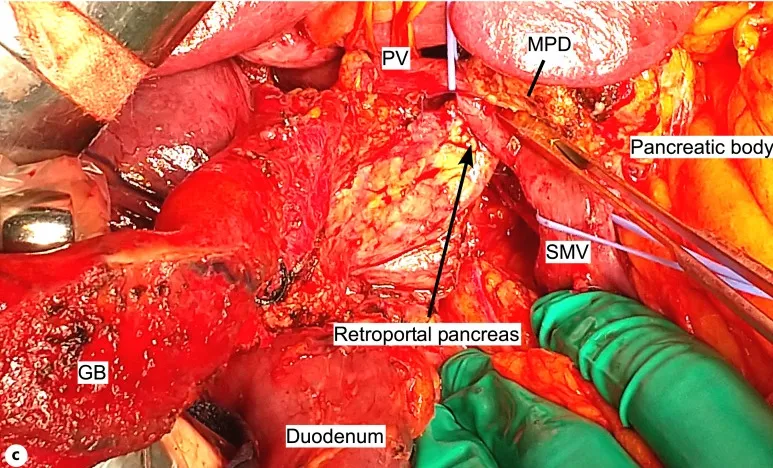 PV
MPD
Pancreatic body
SMV
Retroportal pancreas
GB
Duodenum
c